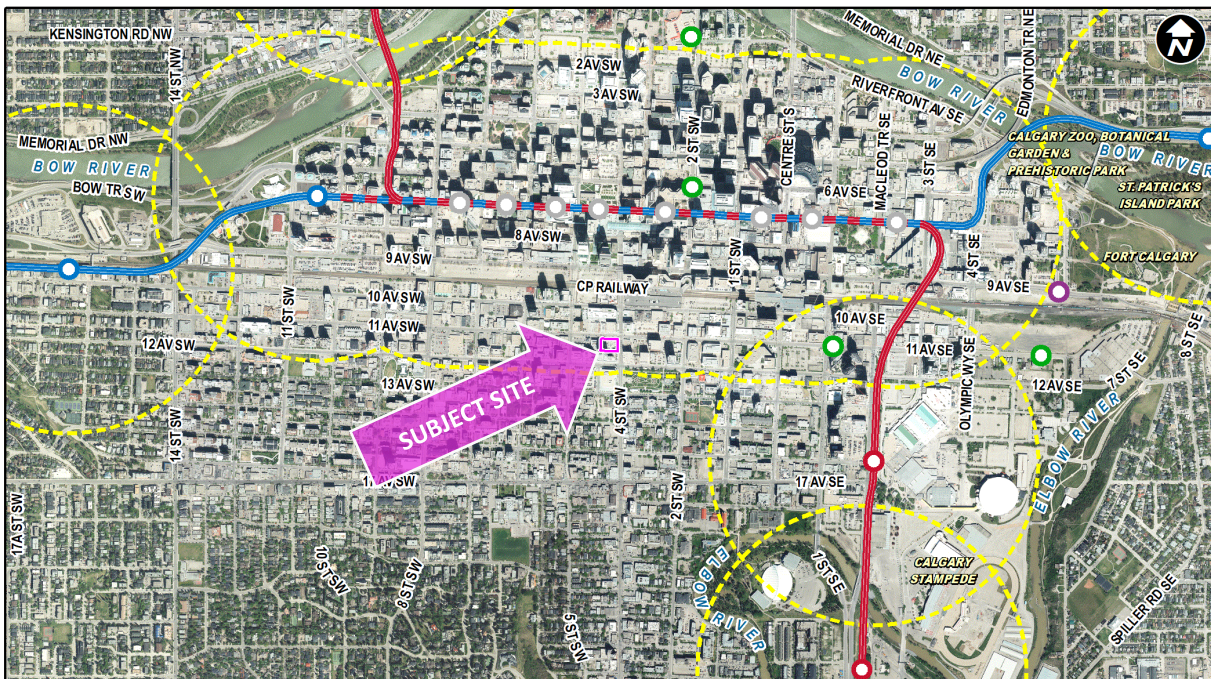 KENSINGTON RD NW
14 ST NW
2 AV SW
3 AV SW
MEMORIAL DR NE
BOW RIVER
RIVERFRONT AV SE
EDMONTON TR NE
N
MEMORIAL DR NW
BOW RIVER
BOW TR SW
2 ST SW
CENTRE ST S
MACLEOD TR SE
3 ST SE
6 AV SE
CALGARY ZOO, BOTANICAL
GARDEN &
PREHISTORIC PARK
BOW RIVER
ST. PATRICK'S
ISLAND PARK
8 AV SW
9 AV SW
1 ST SW
4 ST SE
FORT CALGARY
CP RAILWAY
9 AV SE
10 AV SW
11 ST SW
11 AV SW
12 AV SW
10 AV SE
11 AV SE
OLYMPIC WY SE
12 AV SE
7 ST SE
8 ST SE
13 AV SW
SUBJECT SITE
4 ST SW
14 ST SW
17 AV SW
2 ST SW
17 AV SE
ELBOW RIVER
17A ST SW
10 ST SW
8 ST SW
5 ST SW
ELBOW RIVER
1 ST SE
CALGARY
STAMPEDE
SPILLER RD SE